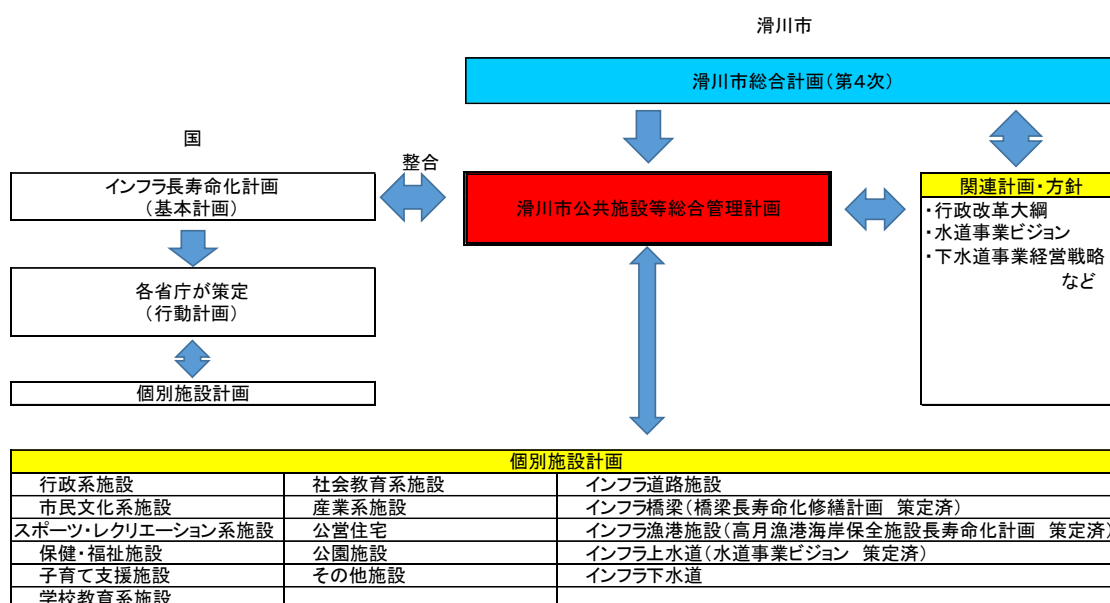 滑川市
滑川市総合計画(第4次)
国
整合
インフラ長寿命化計画
(基本計画)
滑川市公共施設等総合管理計画
関連計画・方針
・行政改革大綱
・水道事業ビジョン
・下水道事業経営戦略
など
各省庁が策定
(行動計画)
個別施設計画
個別施設計画
行政系施設 社会教育系施設 インフラ道路施設
市民文化系施設 産業系施設 インフラ橋梁(橋梁長寿命化修繕計画 策定済)
スポーツ・レクリエーション系施設 公営住宅 インフラ漁港施設(高月漁港海岸保全施設長寿命化計画 策定済)
保健・福祉施設 公園施設 インフラ上水道(水道事業ビジョン 策定済)
子育て支援施設 その他施設 インフラ下水道
学校教育系施設